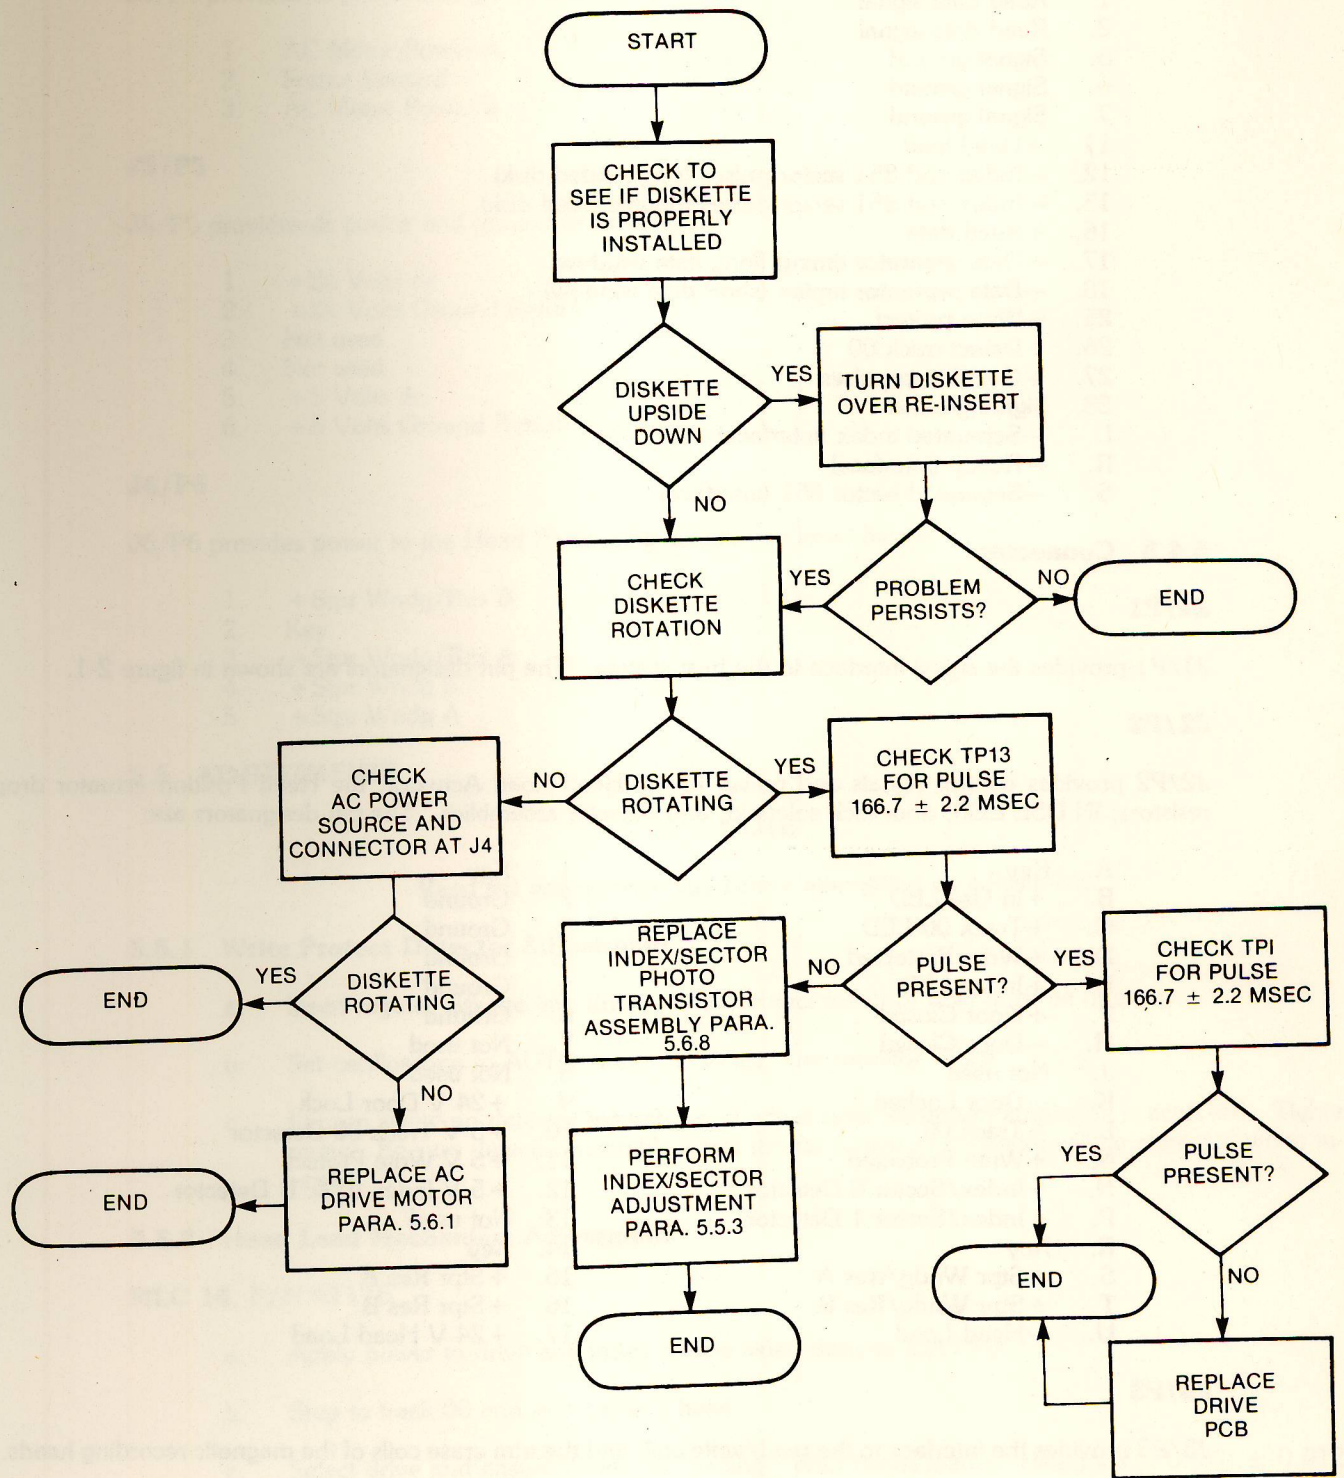 START
CHECK TO
SEE IF DISKETTE
IS PROPERLY
INSTALLED
DISKETTE
UPSIDE
DOWN
YES
TURN DISKETTE
OVER RE-INSERT
NO
CHECK
DISKETTE
ROTATION
YES
PROBLEM
PERSISTS?
NO
END
CHECK
AC POWER
SOURCE AND
CONNECTOR AT J4
NO
DISKETTE
ROTATING
YES
CHECK TP13
FOR PULSE
166.7 ± 2.2 MSEC
END
YES
DISKETTE
ROTATING
NO
REPLACE
INDEX/SECTOR
PHOTO
TRANSISTOR
ASSEMBLY PARA.
5.6.8
NO
PULSE
PRESENT?
YES
CHECK TPI
FOR PULSE
166.7 ± 2.2 MSEC
END
REPLACE AC
DRIVE MOTOR
PARA. 5.6.1
PERFORM
INDEX/SECTOR
ADJUSTMENT
PARA. 5.5.3
YES
PULSE
PRESENT?
NO
END
END
REPLACE
DRIVE
PCB